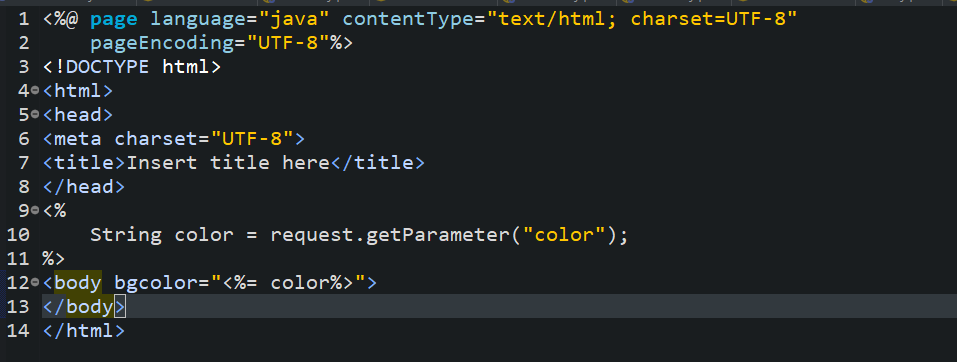 1 <%@ page language="java" contentType="text/html; charset=UTF-8"
2     pageEncoding="UTF-8"%>
3 <!DOCTYPE html>
4 <html>
5 <head>
6 <meta charset="UTF-8">
7 <title>Insert title here</title>
8 </head>
9 <%
10     String color = request.getParameter("color");
11 %>
12 <body bgcolor="<%= color%>">
13 </body>
14 </html>